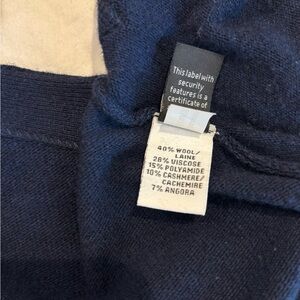 This label with
security
features is a
certificate of
40% WOOL/
LAINE
28% VISCOSE
15% POLYAMIDE
10% CASHMERE/
CACHEMIRE
7% ANGORA